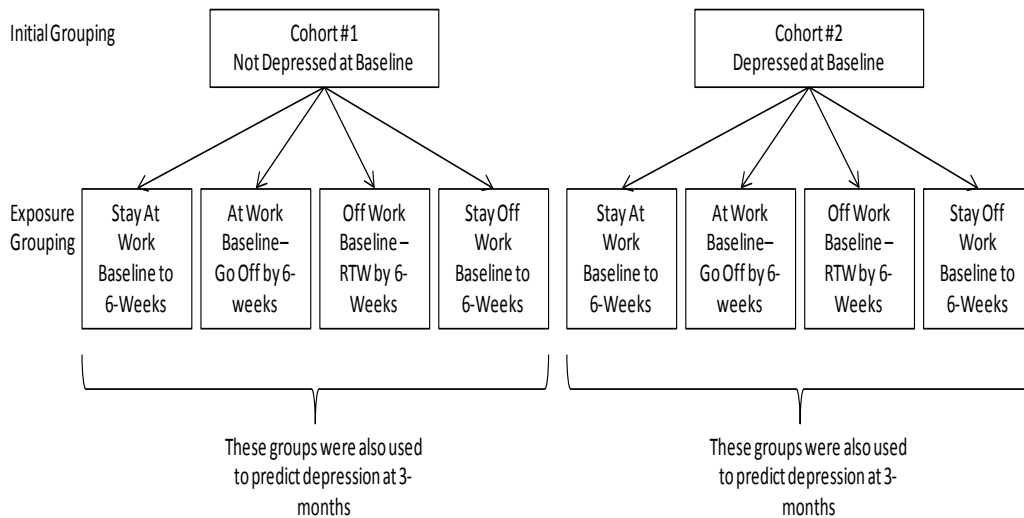 Initial Grouping
Cohort #1
Not Depressed at Baseline
Cohort #2
Depressed at Baseline
Exposure
Grouping
Stay At
Work
Baseline to
6-Weeks
At Work
Baseline–
Go Off by 6-
weeks
Off Work
Baseline –
RTW by 6-
Weeks
Stay Off
Work
Baseline to
6-Weeks
Stay At
Work
Baseline to
6-Weeks
At Work
Baseline–
Go Off by 6-
weeks
Off Work
Baseline –
RTW by 6-
Weeks
Stay Off
Work
Baseline to
6-Weeks
These groups were also used
to predict depression at 3-
months
These groups were also used
to predict depression at 3-
months